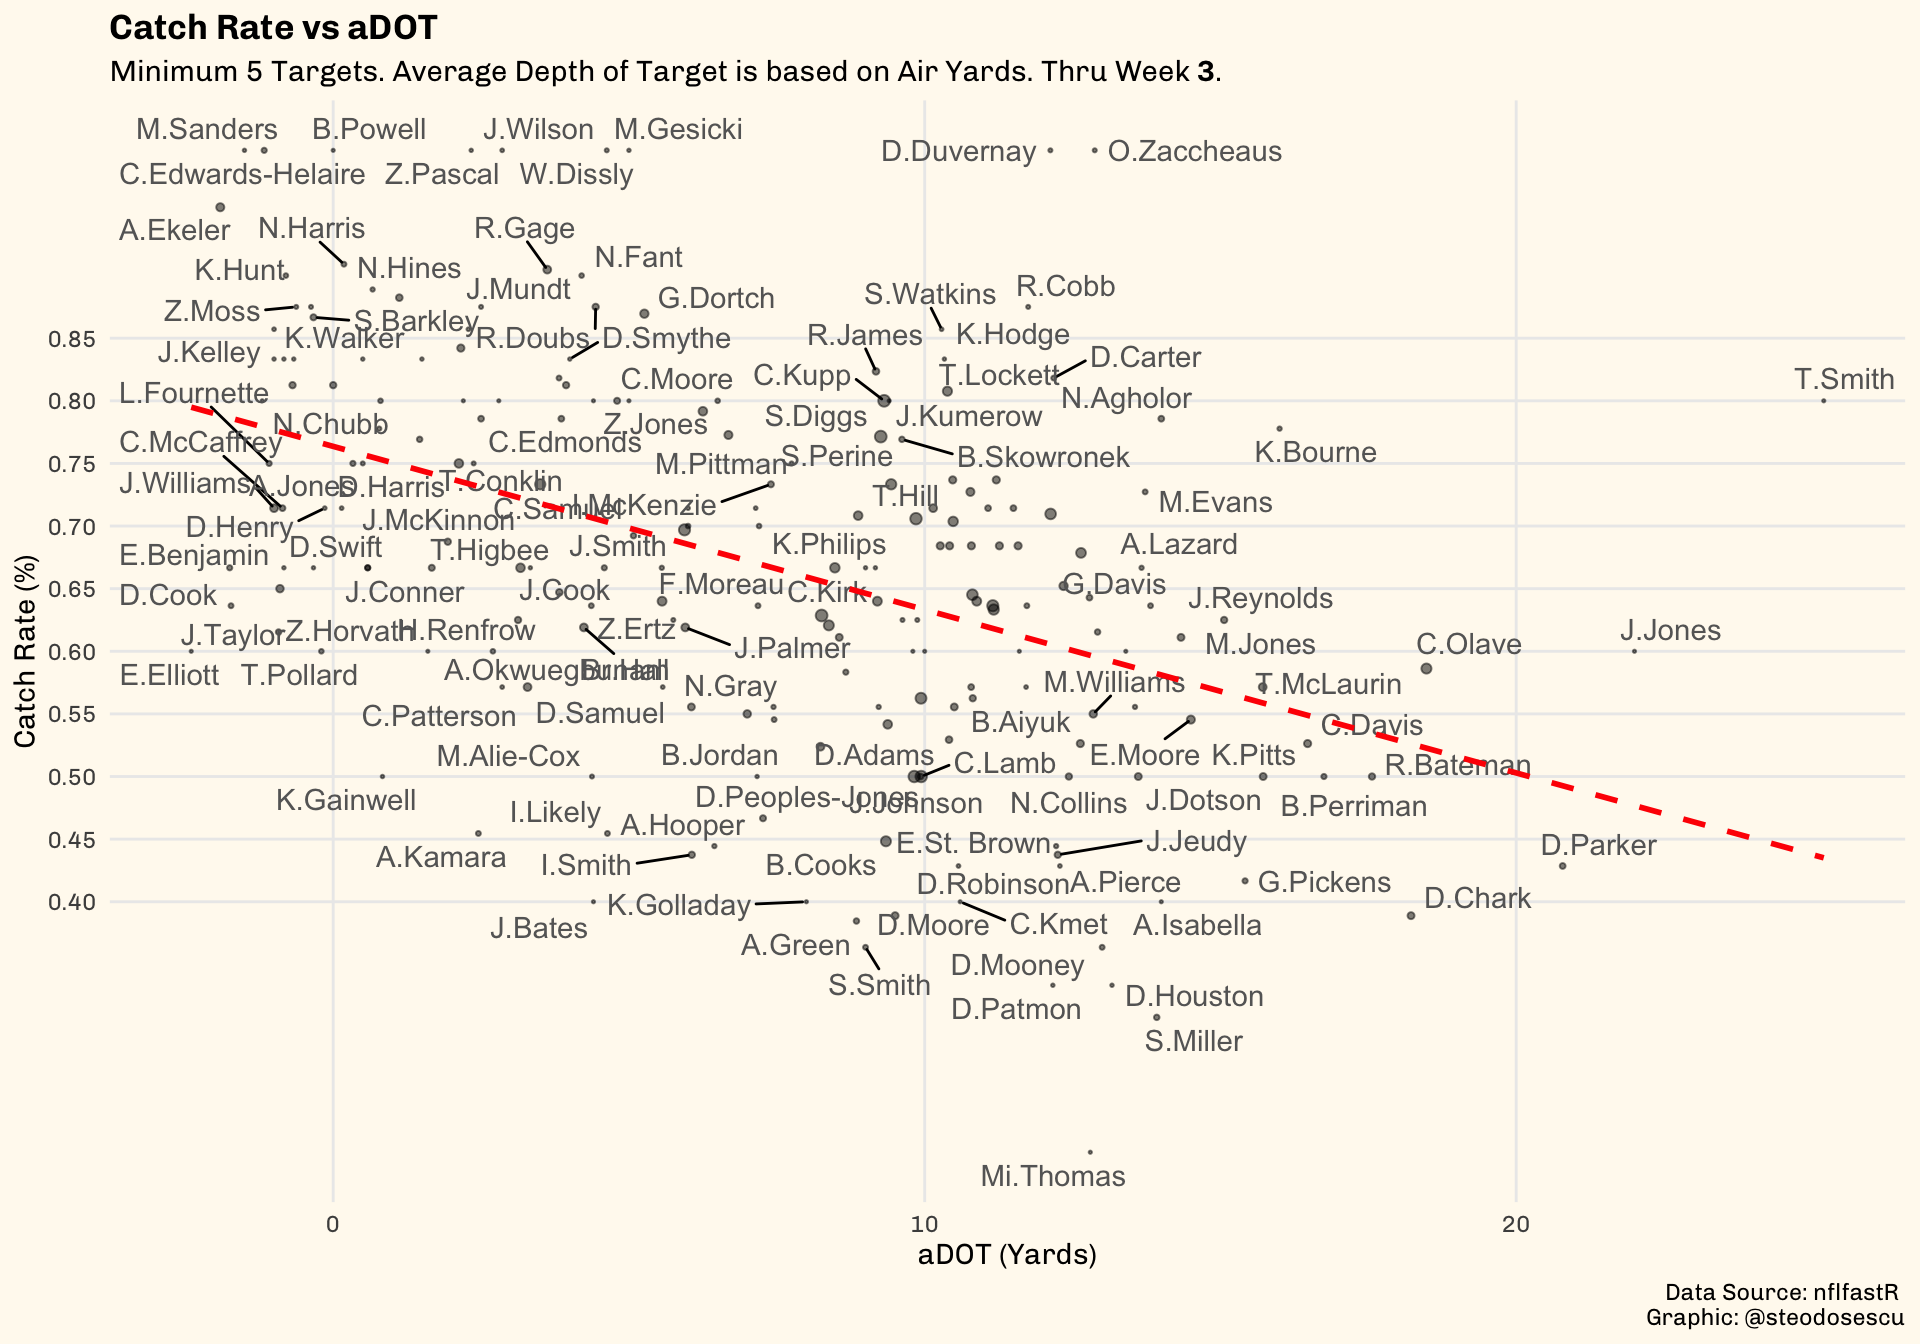 Catch Rate vs aDOT
Minimum 5 Targets. Average Depth of Target is based on Air Yards. Thru Week 3.
M.Sanders B.Powell J.Wilson M.Gesicki
D.Duvernay O.Zaccheaus
C.Edwards-Helaire Z.Pascal W.Dissly
A.Ekeler N.Harris R.Gage
N.Fant
K.Hunt N.Hines
J.Mundt G.Dortch S.Watkins R.Cobb
Z.Moss S.Barkley
K.Walker R.Doubs D.Smythe R.James K.Hodge
0.85
J.Kelley D.Carter
C.Moore C.Kupp T.Lockett T.Smith
L.Fournette N.Agholor
0.80
N.Chubb Z.Jones S.Diggs J.Kumerow
C.McCaffrey C.Edmonds K.Bourne
M.Pittman S.Perine B.Skowronek
0.75
J.Williams A.Jones D.Harris T.Conklin
T.Hill M.Evans
C.Samuel I.McKenzie
D.Henry J.McKinnon
0.70
E.Benjamin D.Swift T.Higbee J.Smith K.Philips A.Lazard
D.Cook J.Conner J.Cook F.Moreau C.Kirk G.Davis J.Reynolds
0.65
J.Taylor Z.Horvath H.Renfrow Z.Ertz J.Palmer M.Jones C.Olave J.Jones
0.60
E.Elliott T.Pollard A.Okwuegbunam Br.Hall N.Gray M.Williams T.McLaurin
C.Patterson D.Samuel B.Aiyuk C.Davis
0.55
M.Alie-Cox B.Jordan D.Adams C.Lamb E.Moore K.Pitts R.Bateman
0.50
K.Gainwell I.Likely D.Peoples-Jones J.Johnson N.Collins J.Dotson B.Perriman
A.Hooper E.St. Brown J.Jeudy D.Parker
0.45
A.Kamara I.Smith B.Cooks D.Robinson A.Pierce G.Pickens
D.Chark
0.40
K.Golladay
J.Bates A.Green D.Moore C.Kmet A.Isabella
S.Smith D.Mooney
D.Patmon D.Houston
S.Miller
Mi.Thomas
Catch Rate (%)
0 10 20
aDOT (Yards)
Data Source: nflfastR
Graphic: @steodosescu